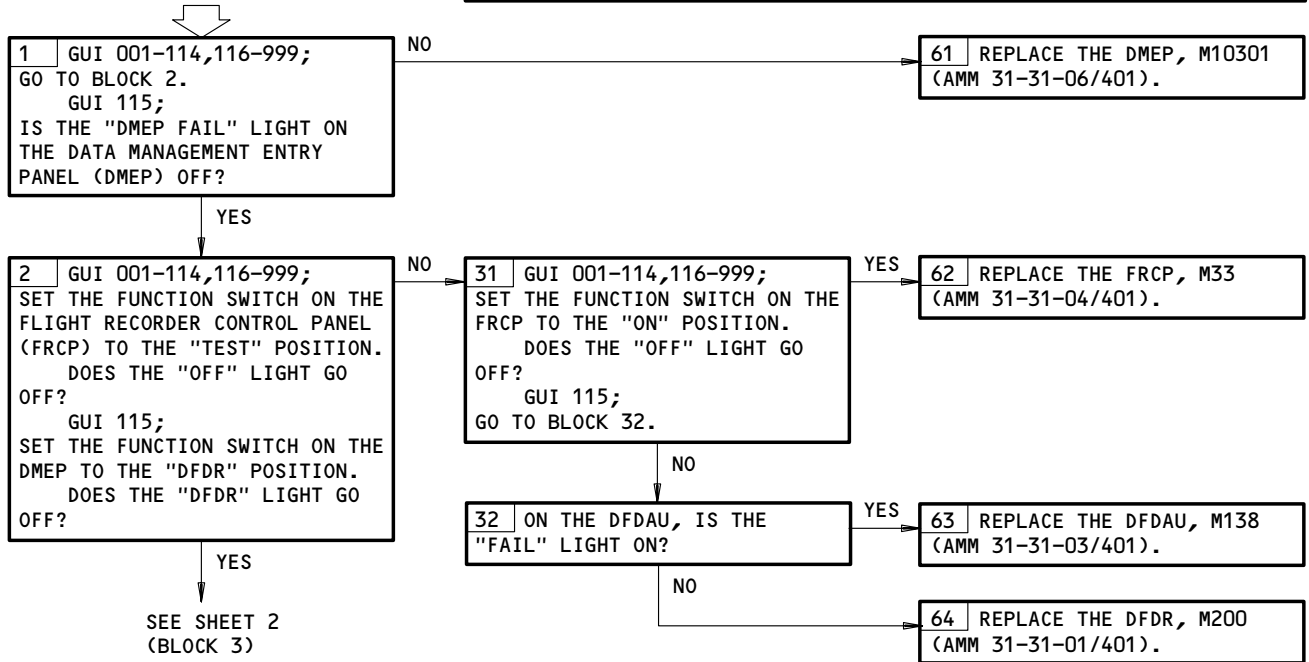 1 GUI 001-114,116-999;
GO TO BLOCK 2.
GUI 115;
IS THE "DMEP FAIL" LIGHT ON
THE DATA MANAGEMENT ENTRY
PANEL (DMEP) OFF?
NO
61 REPLACE THE DMEP, M10301
(AMM 31-31-06/401).
YES
2 GUI 001-114,116-999;
SET THE FUNCTION SWITCH ON THE
FLIGHT RECORDER CONTROL PANEL
(FRCP) TO THE "TEST" POSITION.
DOES THE "OFF" LIGHT GO
OFF?
GUI 115;
SET THE FUNCTION SWITCH ON THE
DMEP TO THE "DFDR" POSITION.
DOES THE "DFDR" LIGHT GO
OFF?
NO
31 GUI 001-114,116-999;
SET THE FUNCTION SWITCH ON THE
FRCP TO THE "ON" POSITION.
DOES THE "OFF" LIGHT GO
OFF?
GUI 115;
GO TO BLOCK 32.
YES
62 REPLACE THE FRCP, M33
(AMM 31-31-04/401).
NO
32 ON THE DFDAU, IS THE
"FAIL" LIGHT ON?
YES
63 REPLACE THE DFDAU, M138
(AMM 31-31-03/401).
NO
64 REPLACE THE DFDR, M200
(AMM 31-31-01/401).
YES
SEE SHEET 2
(BLOCK 3)